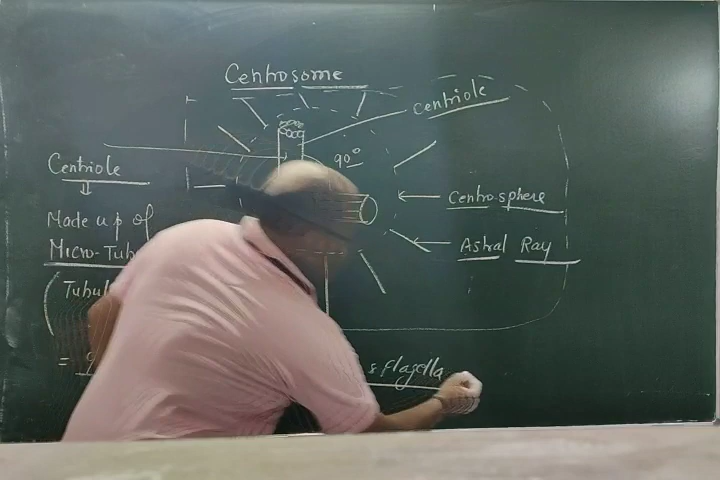 Centrosome
Centriole
90°
Centriole
Centrosphere
Made up of
Micro-Tub
Astral Ray
(Tubul
= 9
s flagella